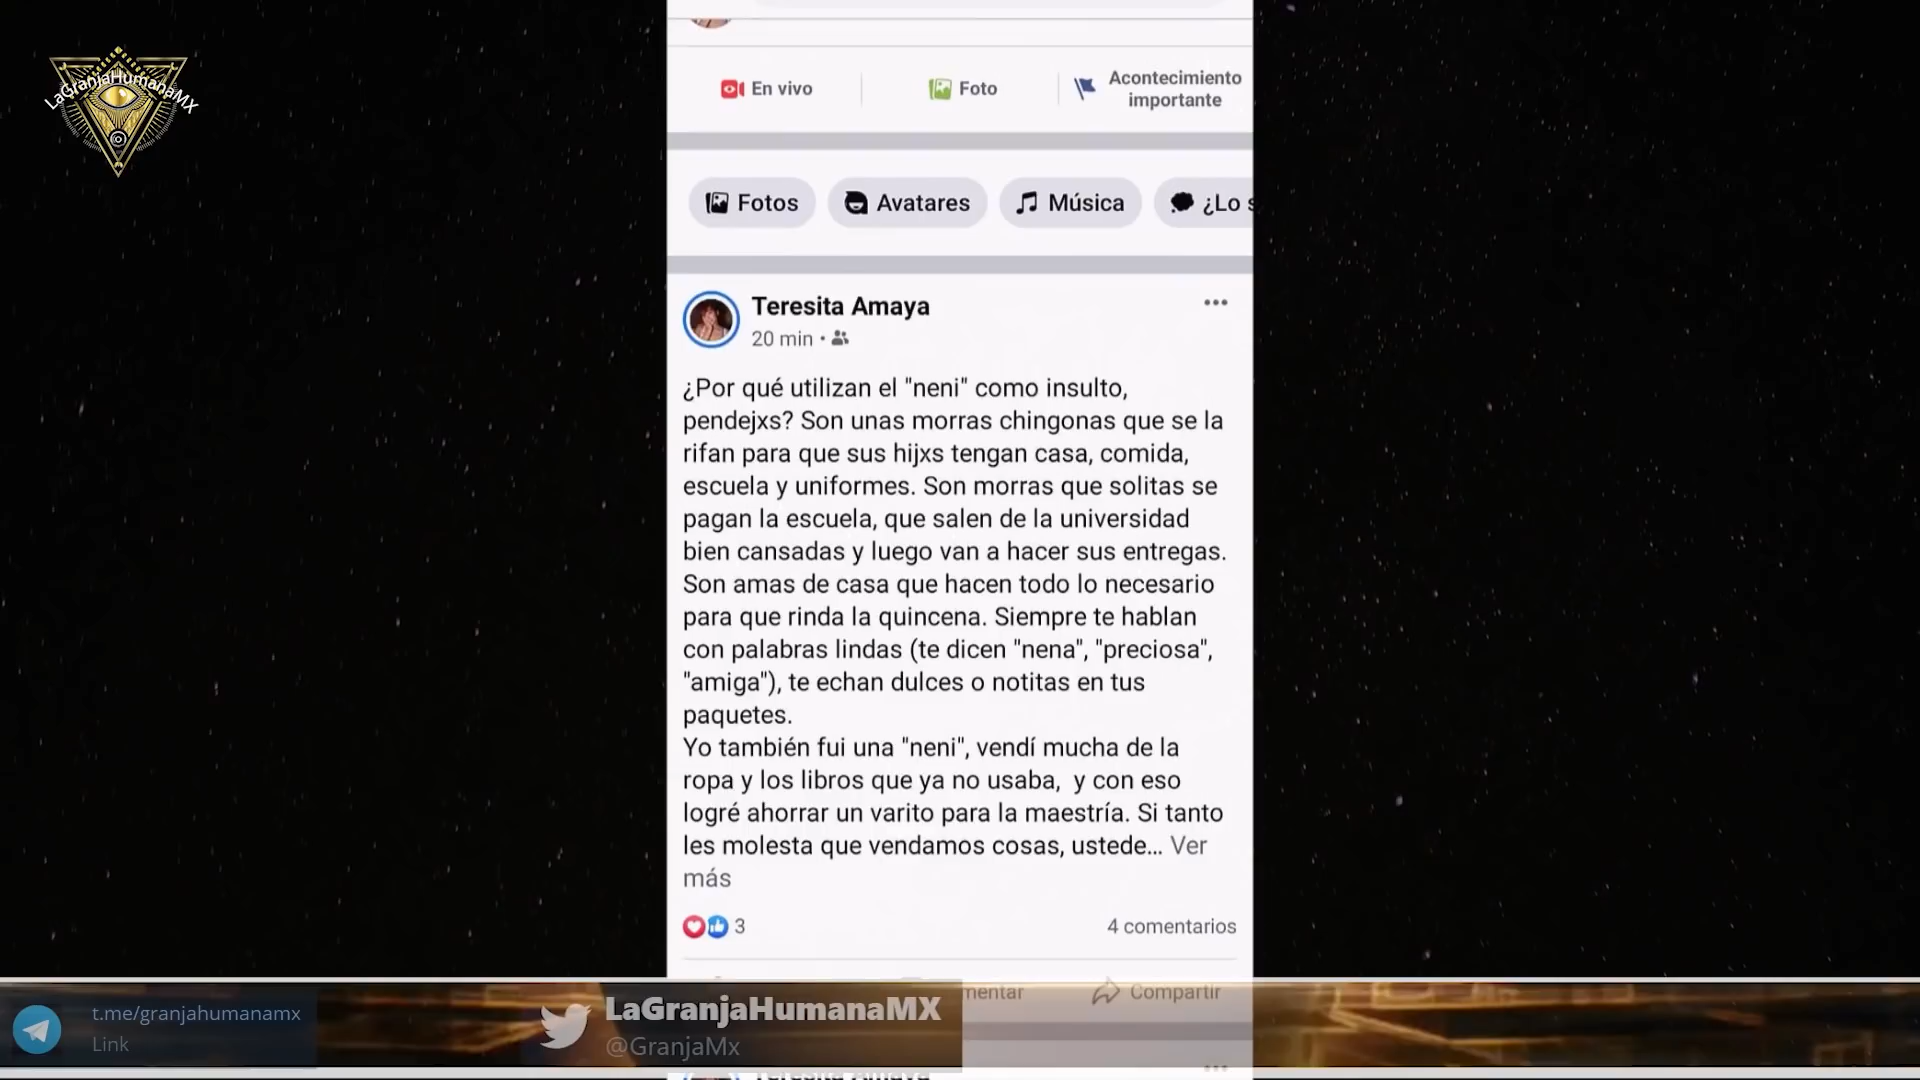 LaGranjaHumanaMX
En vivo
Foto
Acontecimiento
importante
Fotos
Avatares
Música
¿Lo s
Teresita Amaya
20 min •
¿Por qué utilizan el "neni" como insulto,
pendejxs? Son unas morras chingonas que se la
rifan para que sus hijxs tengan casa, comida,
escuela y uniformes. Son morras que solitas se
pagan la escuela, que salen de la universidad
bien cansadas y luego van a hacer sus entregas.
Son amas de casa que hacen todo lo necesario
para que rinda la quincena. Siempre te hablan
con palabras lindas (te dicen "nena", "preciosa",
"amiga"), te echan dulces o notitas en tus
paquetes.
Yo también fui una "neni", vendí mucha de la
ropa y los libros que ya no usaba,  y con eso
logré ahorrar un varito para la maestría. Si tanto
les molesta que vendamos cosas, ustede... Ver
más
3
4 comentarios
mentar
Compartir
t.me/granjahumanamx
Link
LaGranjaHumanaMX
@GranjaMx
Teresita Amaya